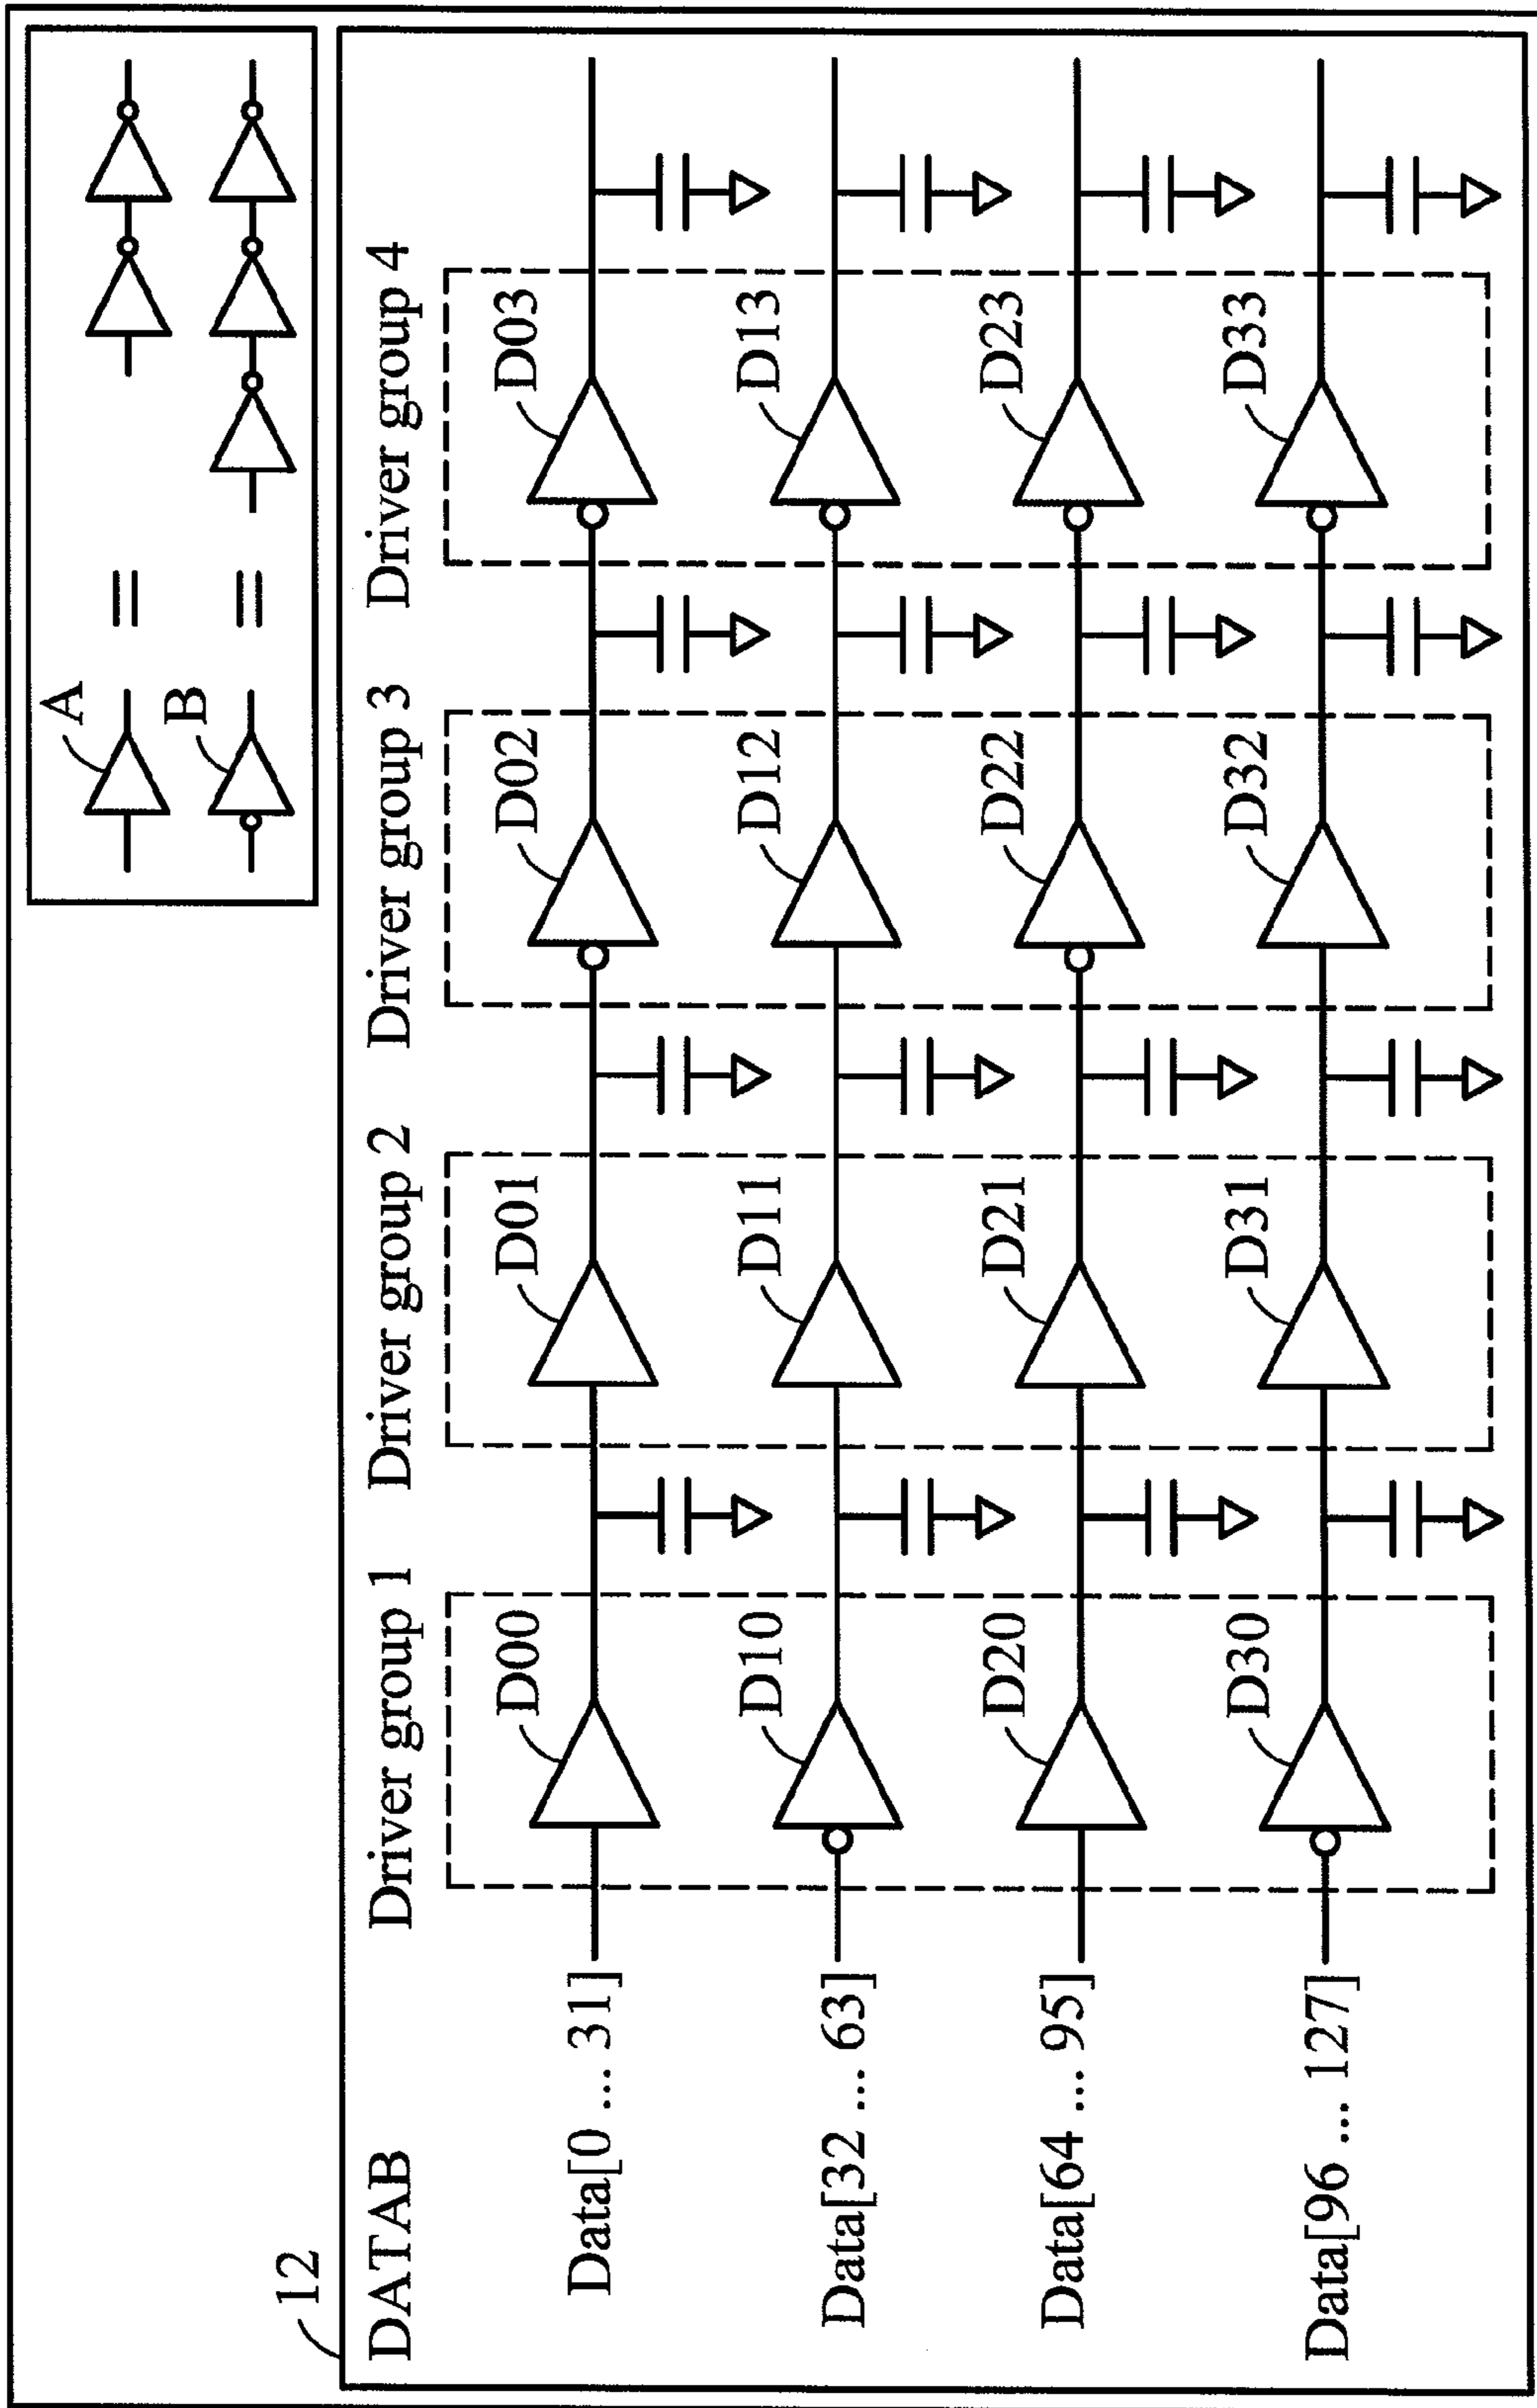 A
B
12
DATAB
Driver group 1
Driver group 2
Driver group 3
Driver group 4
Data[0 ... 31]
D00
D01
D02
D03
Data[32 ... 63]
D10
D11
D12
D13
Data[64 ... 95]
D20
D21
D22
D23
Data[96 ... 127]
D30
D31
D32
D33